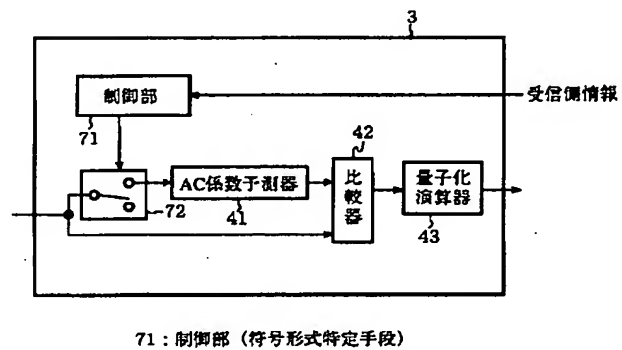 3
制御部
受信側情報
71
42
72
AC係数予測器
41
比較器
量子化
演算器
43
71：制御部（符号形式特定手段）